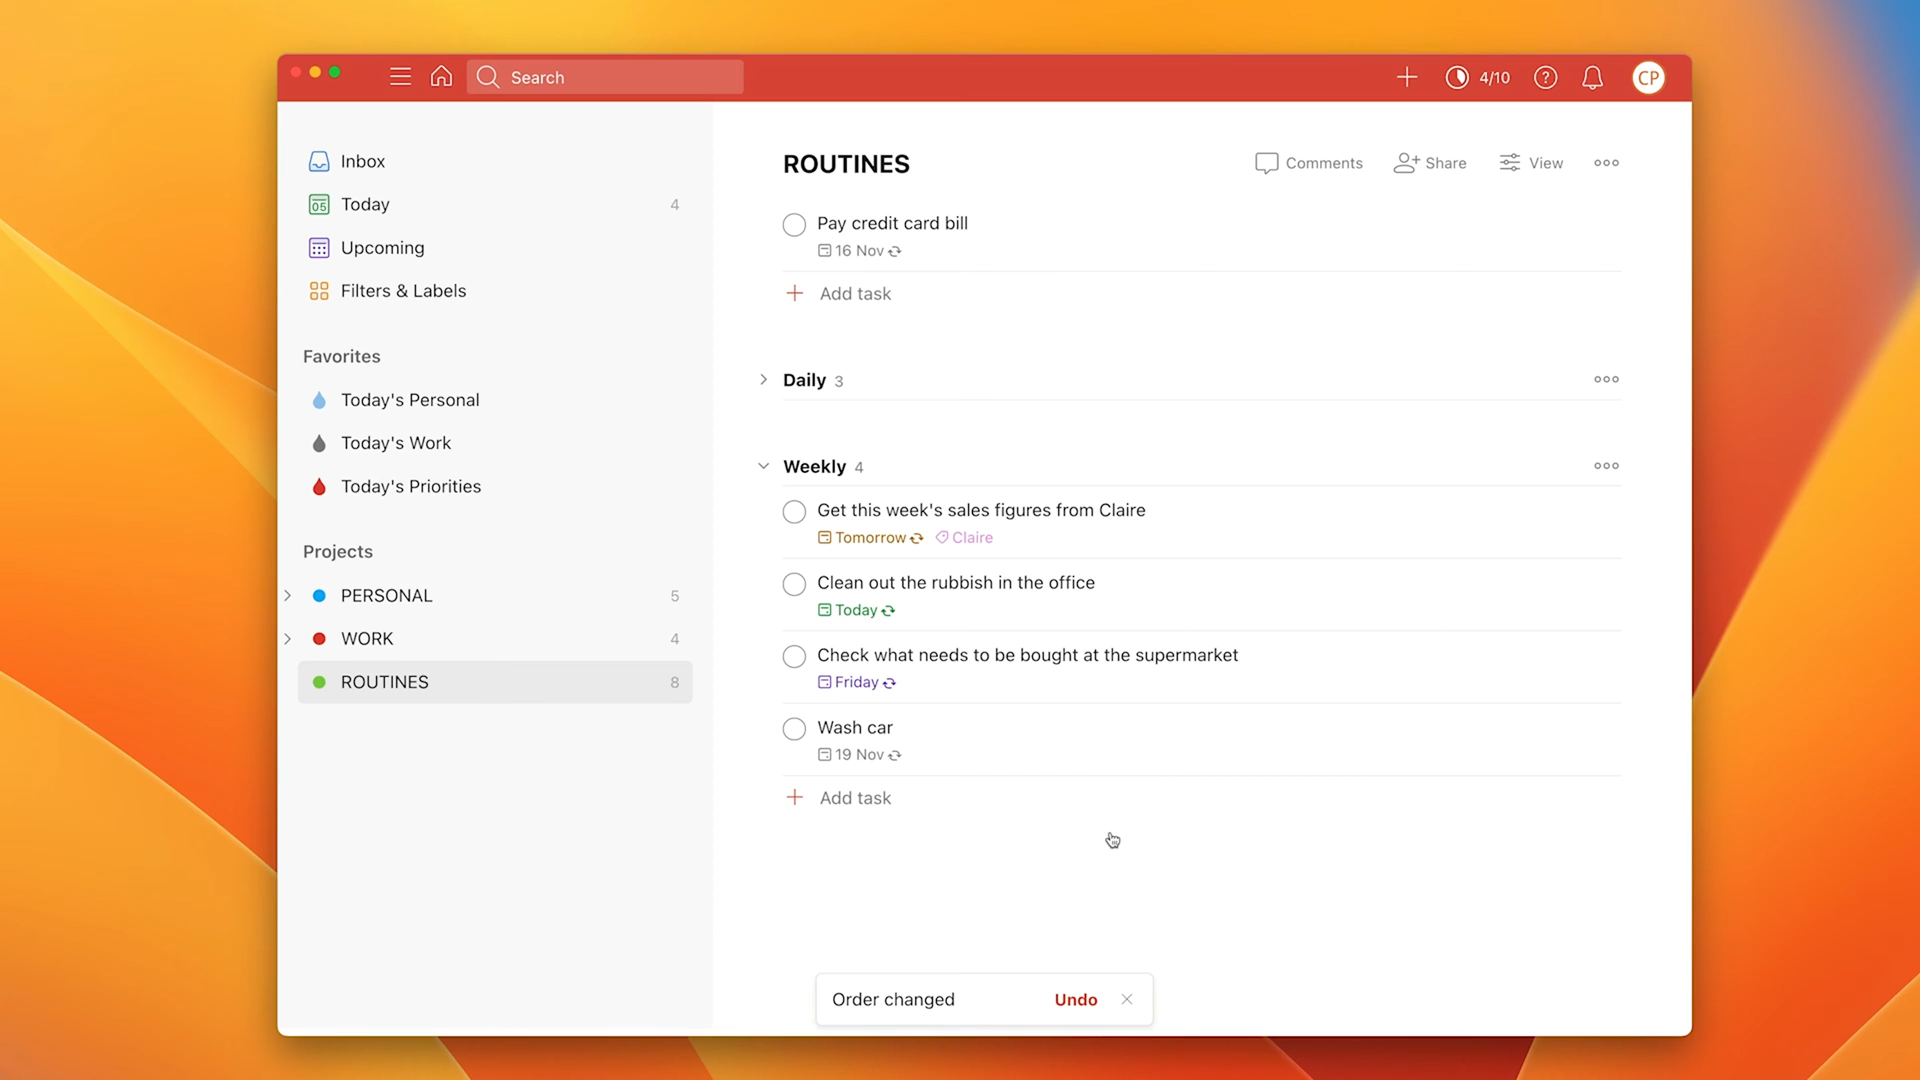 Search
4/10
?
CP
Inbox
05
Today 4
Upcoming
Filters & Labels
Favorites
Today's Personal
Today's Work
Today's Priorities
Projects
PERSONAL 5
WORK 4
ROUTINES 8
ROUTINES
Comments
Share
View
Pay credit card bill
16 Nov
Add task
Daily 3
Weekly 4
Get this week's sales figures from Claire
Tomorrow Claire
Clean out the rubbish in the office
Today
Check what needs to be bought at the supermarket
Friday
Wash car
19 Nov
Add task
Order changed Undo